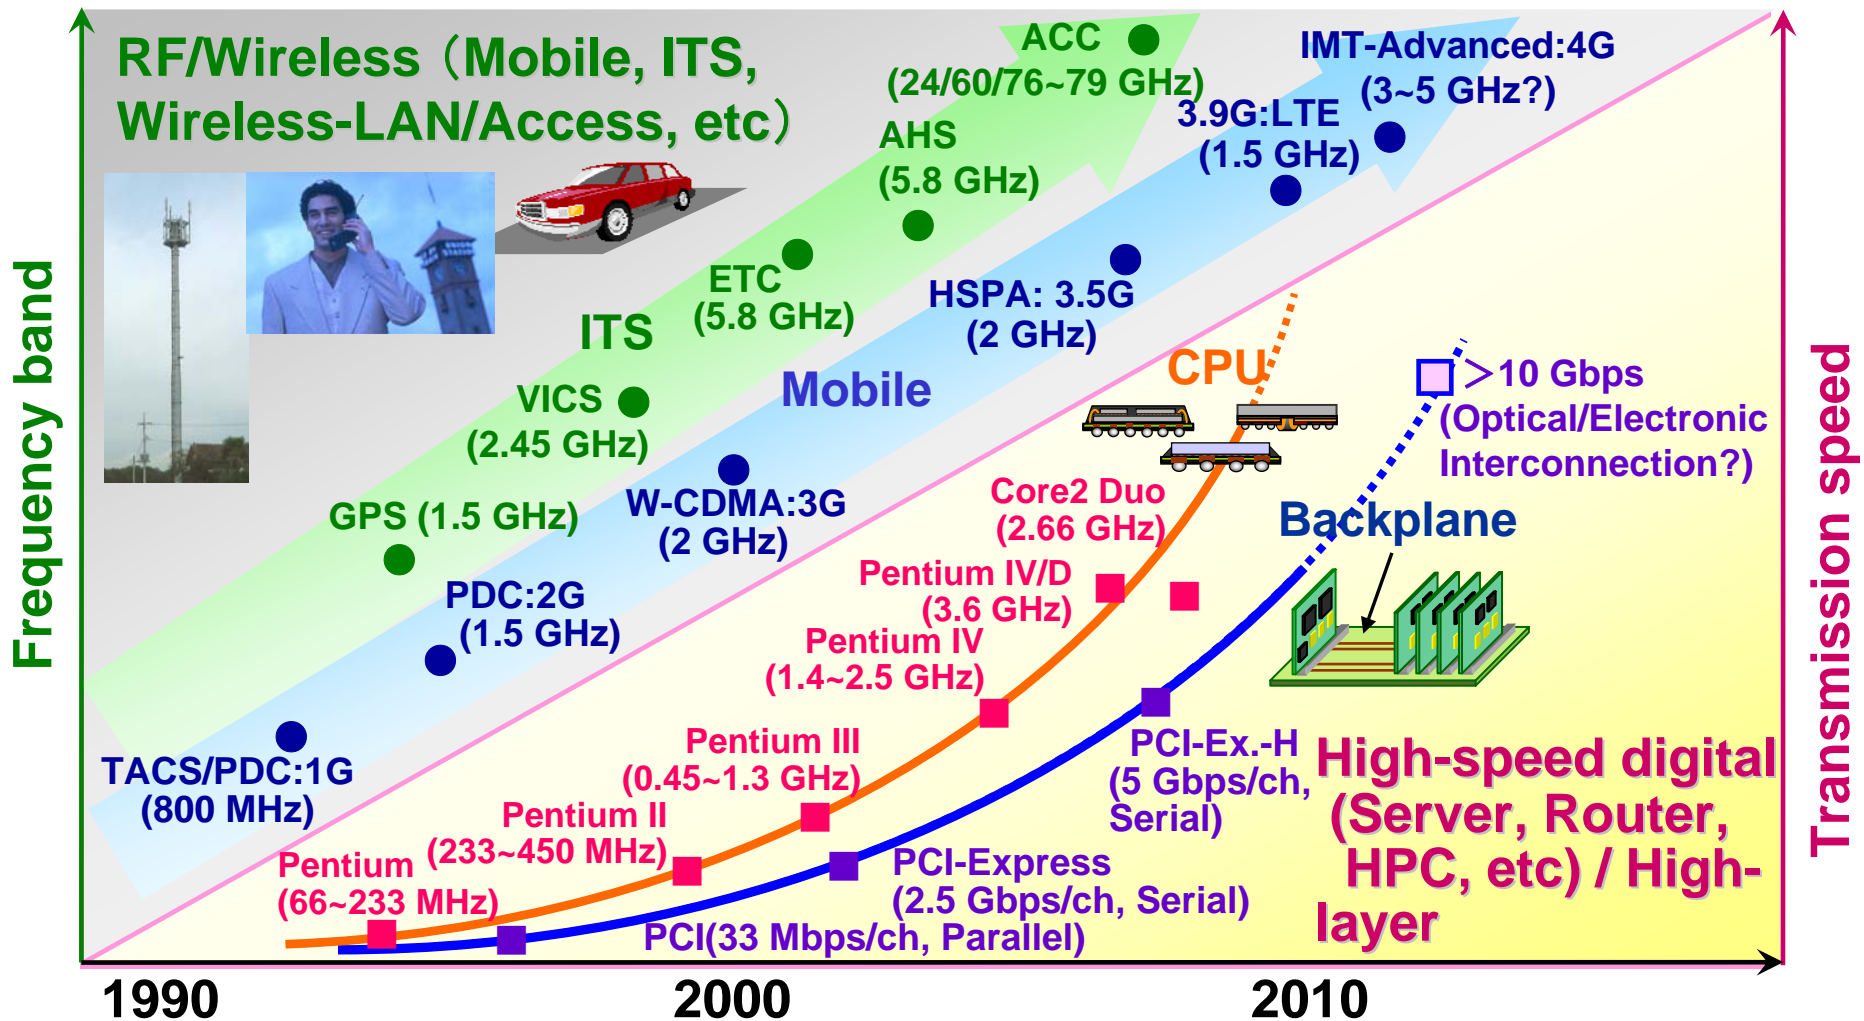 RF/Wireless（Mobile, ITS,
Wireless-LAN/Access, etc）
ACC
(24/60/76~79 GHz)
IMT-Advanced:4G
(3~5 GHz?)
3.9G:LTE
(1.5 GHz)
AHS
(5.8 GHz)
ETC
(5.8 GHz)
HSPA: 3.5G
(2 GHz)
ITS
Mobile
VICS
(2.45 GHz)
GPS (1.5 GHz)
W-CDMA:3G
(2 GHz)
PDC:2G
(1.5 GHz)
TACS/PDC:1G
(800 MHz)
Frequency band
Transmission speed
CPU
>10 Gbps
(Optical/Electronic
Interconnection?)
Core2 Duo
(2.66 GHz)
Backplane
Pentium IV/D
(3.6 GHz)
Pentium IV
(1.4~2.5 GHz)
Pentium III
(0.45~1.3 GHz)
Pentium II
(233~450 MHz)
Pentium
(66~233 MHz)
PCI-Ex.-H
(5 Gbps/ch,
Serial)
PCI-Express
(2.5 Gbps/ch, Serial)
PCI(33 Mbps/ch, Parallel)
High-speed digital
(Server, Router,
HPC, etc) / High-
layer
1990
2000
2010